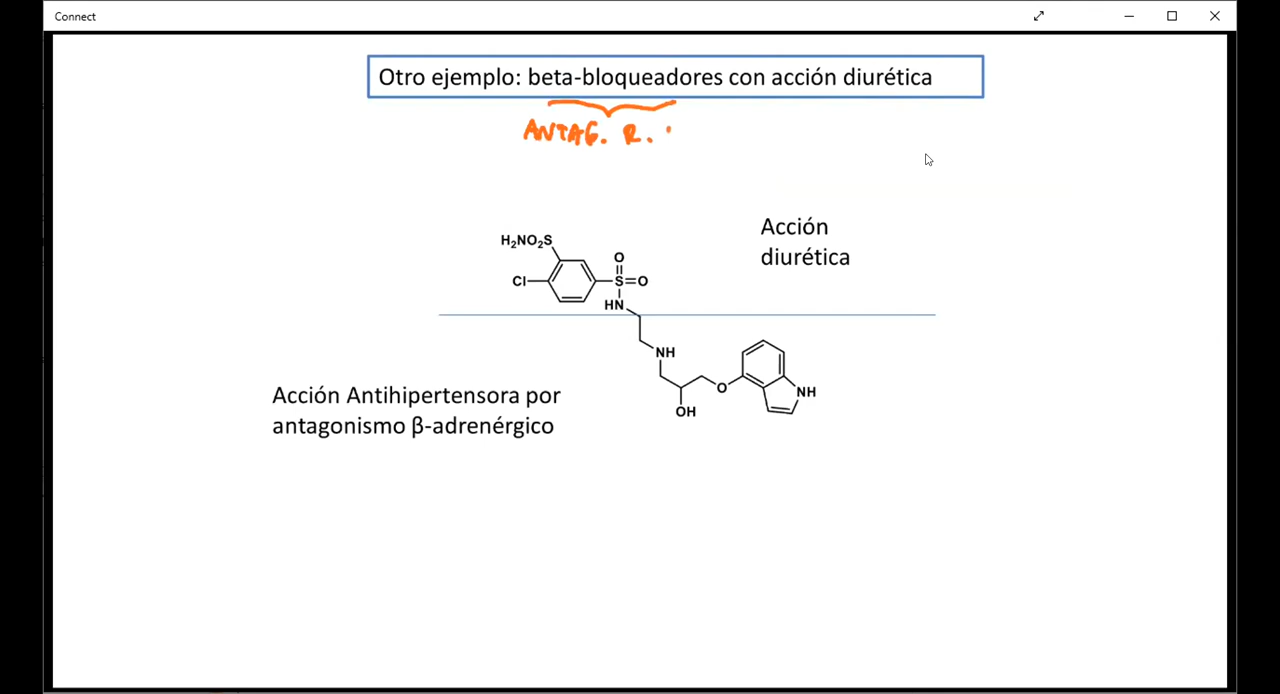 Connect
Otro ejemplo: beta-bloqueadores con acción diurética
ANTAG. R.
Acción
diurética
H₂NO₂S
O
Cl
S=O
HN
NH
Acción Antihipertensora por
antagonismo β-adrenérgico
O
NH
OH